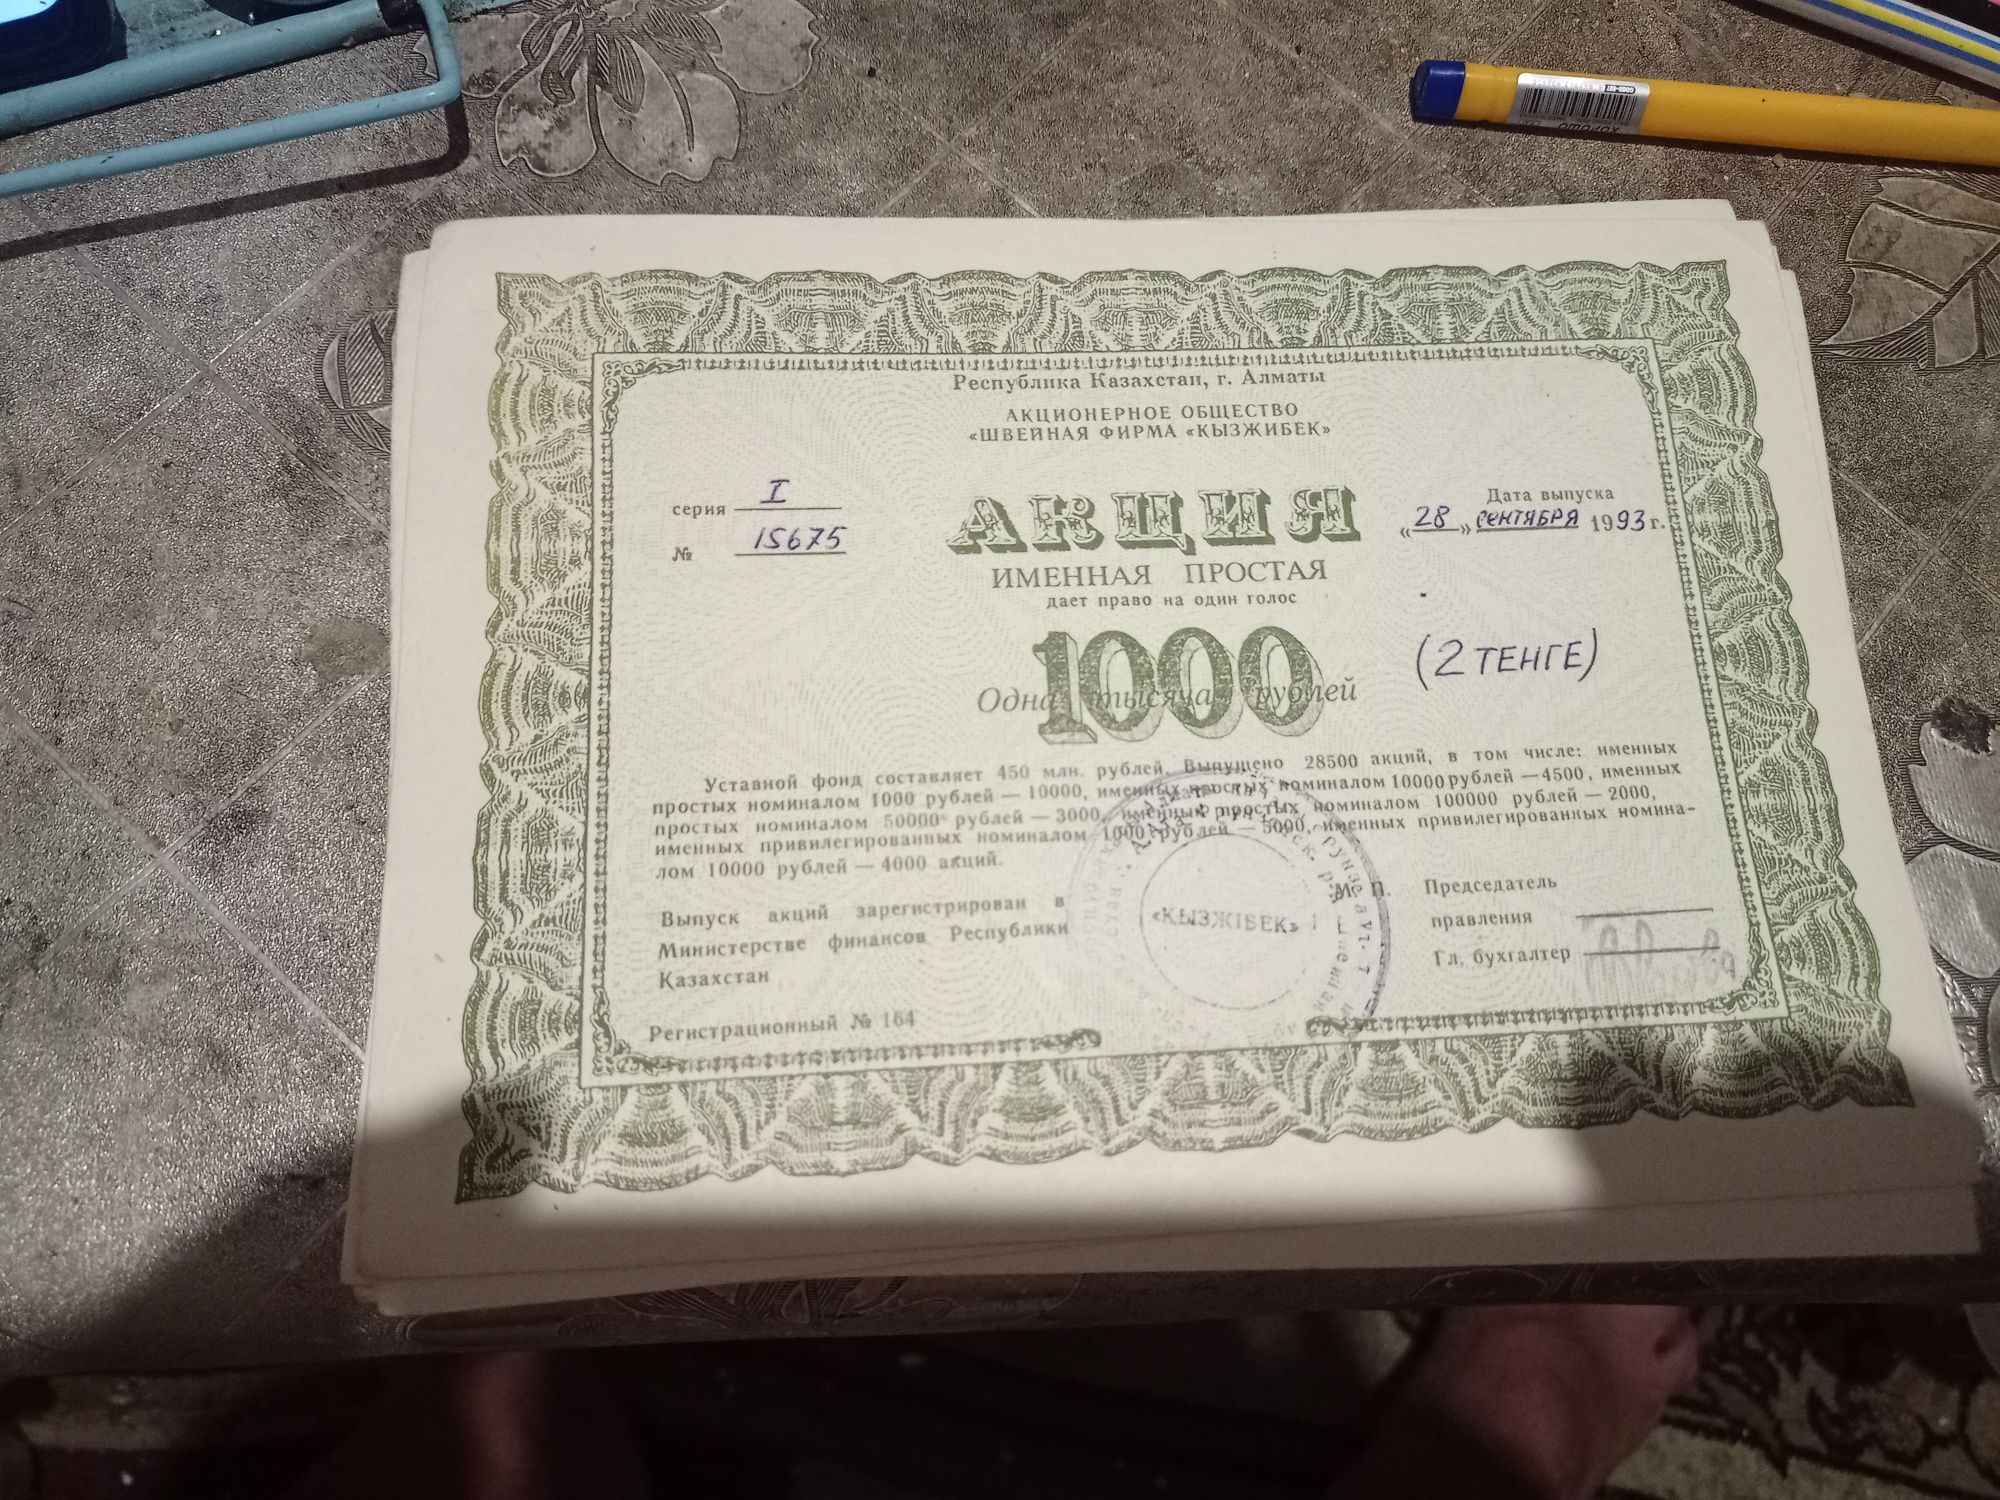 Республика Казахстан, г. Алматы
АКЦИОНЕРНОЕ ОБЩЕСТВО
«ШВЕЙНАЯ ФИРМА «КЫЗЖИБЕК»
серия I
№ 15675
АКЦИЯ
Дата выпуска
«28» СЕНТЯБРЯ 1993 г.
ИМЕННАЯ ПРОСТАЯ
дает право на один голос
1000
Одна тысяча рублей
(2 ТЕНГЕ)
Уставной фонд составляет 450 млн. рублей. Выпущено 28500 акций, в том числе: именных
простых номиналом 1000 рублей — 10000, именных простых номиналом 10000 рублей — 4500, именных
простых номиналом 50000 рублей — 3000, именных простых номиналом 100000 рублей — 2000,
именных привилегированных номиналом 1000 рублей — 5000, именных привилегированных номина-
лом 10000 рублей — 4000 акций.
Выпуск акций зарегистрирован в
Министерстве финансов Республики
Казахстан
Регистрационный № 164
«ҚЫЗЖІБЕК»
М. П.
Председатель
правления
Гл. бухгалтер